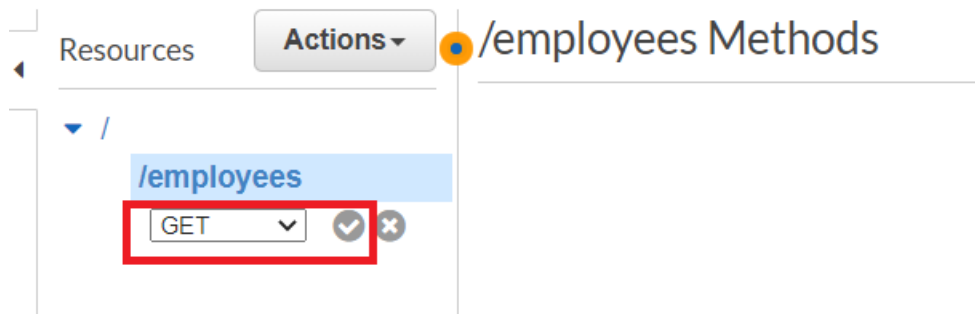 Resources
Actions
/employees Methods
/
/employees
GET